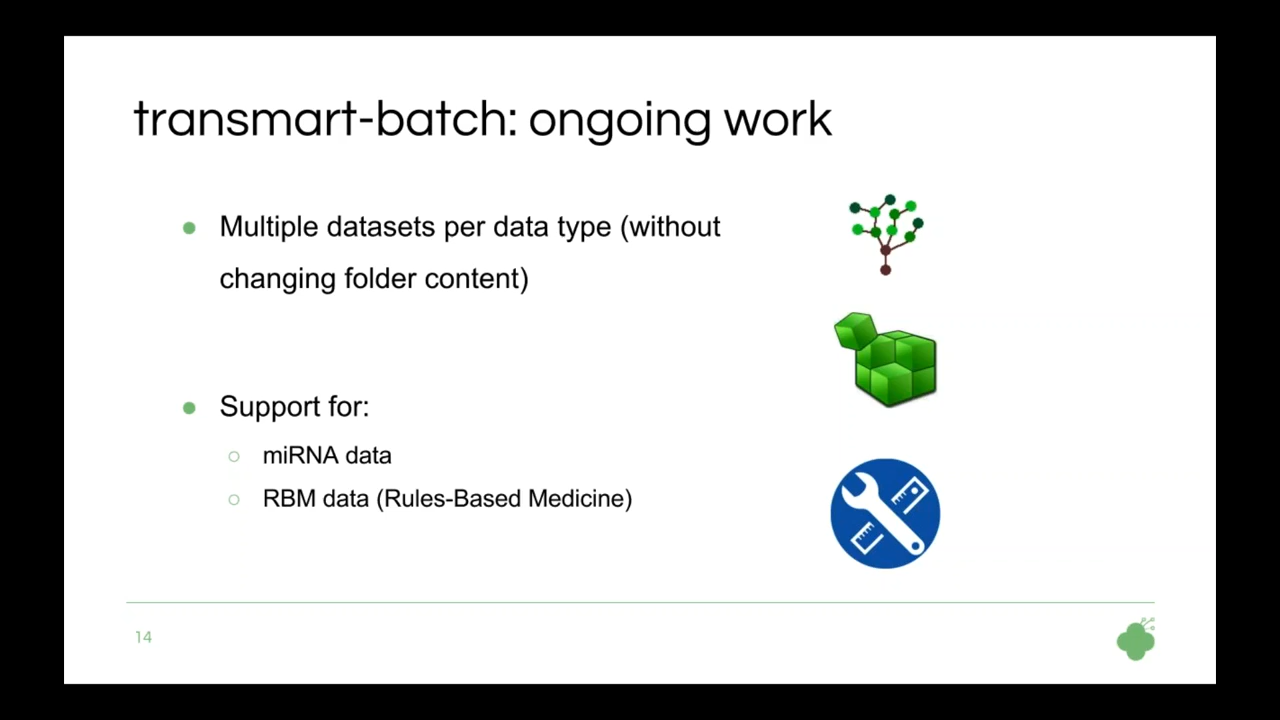 transmart-batch: ongoing work
● Multiple datasets per data type (without
changing folder content)
● Support for:
○ miRNA data
○ RBM data (Rules-Based Medicine)
14